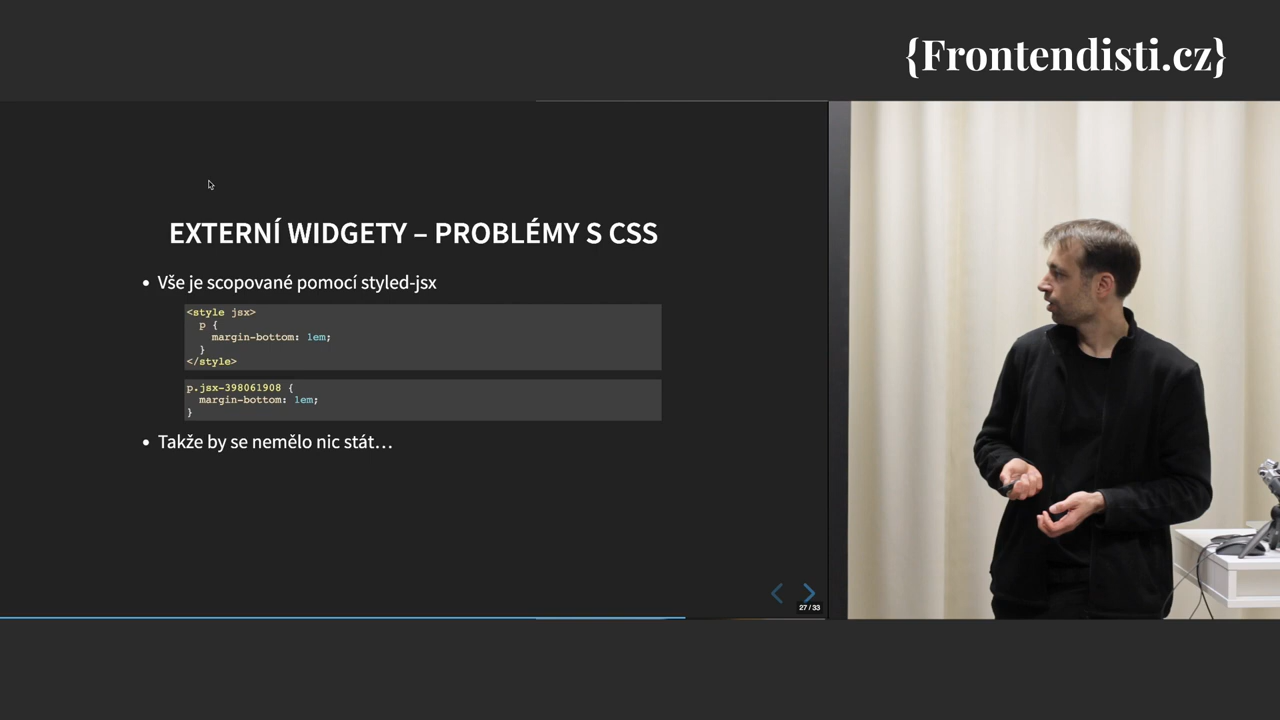 {Frontendisti.cz}
EXTERNÍ WIDGETY – PROBLÉMY S CSS
• Vše je scopované pomocí styled-jsx
<style jsx>
  p {
    margin-bottom: 1em;
  }
</style>
p.jsx-398061908 {
  margin-bottom: 1em;
}
• Takže by se nemělo nic stát…
27 / 33